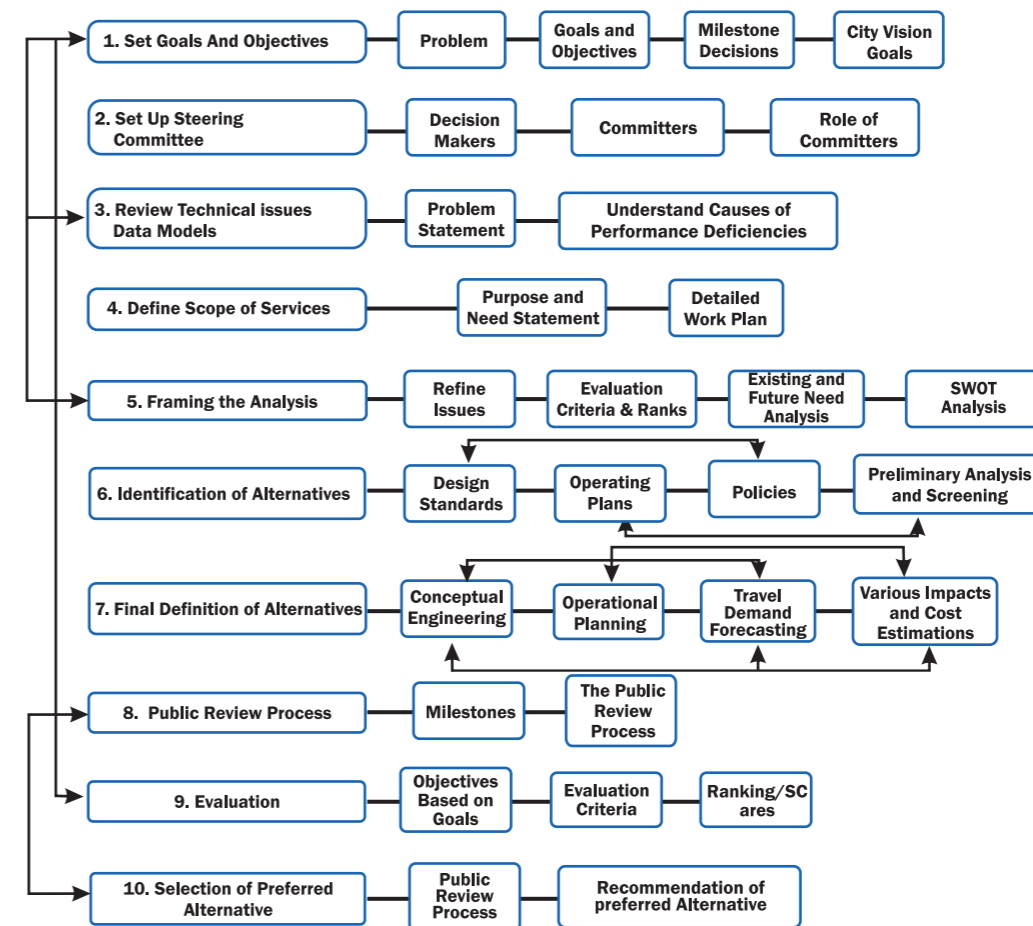 1. Set Goals And Objectives
Problem
Goals and
Objectives
Milestone
Decisions
City Vision
Goals
2. Set Up Steering
Committee
Decision
Makers
Committers
Role of
Committers
3. Review Technical issues
Data Models
Problem
Statement
Understand Causes of
Performance Deficiencies
4. Define Scope of Services
Purpose and
Need Statement
Detailed
Work Plan
5. Framing the Analysis
Refine
Issues
Evaluation
Criteria & Ranks
Existing and
Future Need
Analysis
SWOT
Analysis
6. Identification of Alternatives
Design
Standards
Operating
Plans
Policies
Preliminary Analysis
and Screening
7. Final Definition of Alternatives
Conceptual
Engineering
Operational
Planning
Travel
Demand
Forecasting
Various Impacts
and Cost
Estimations
8. Public Review Process
Milestones
The Public
Review
Process
9. Evaluation
Objectives
Based on
Goals
Evaluation
Criteria
Ranking/SC
ares
10. Selection of Preferred
Alternative
Public
Review
Process
Recommendation of
preferred Alternative